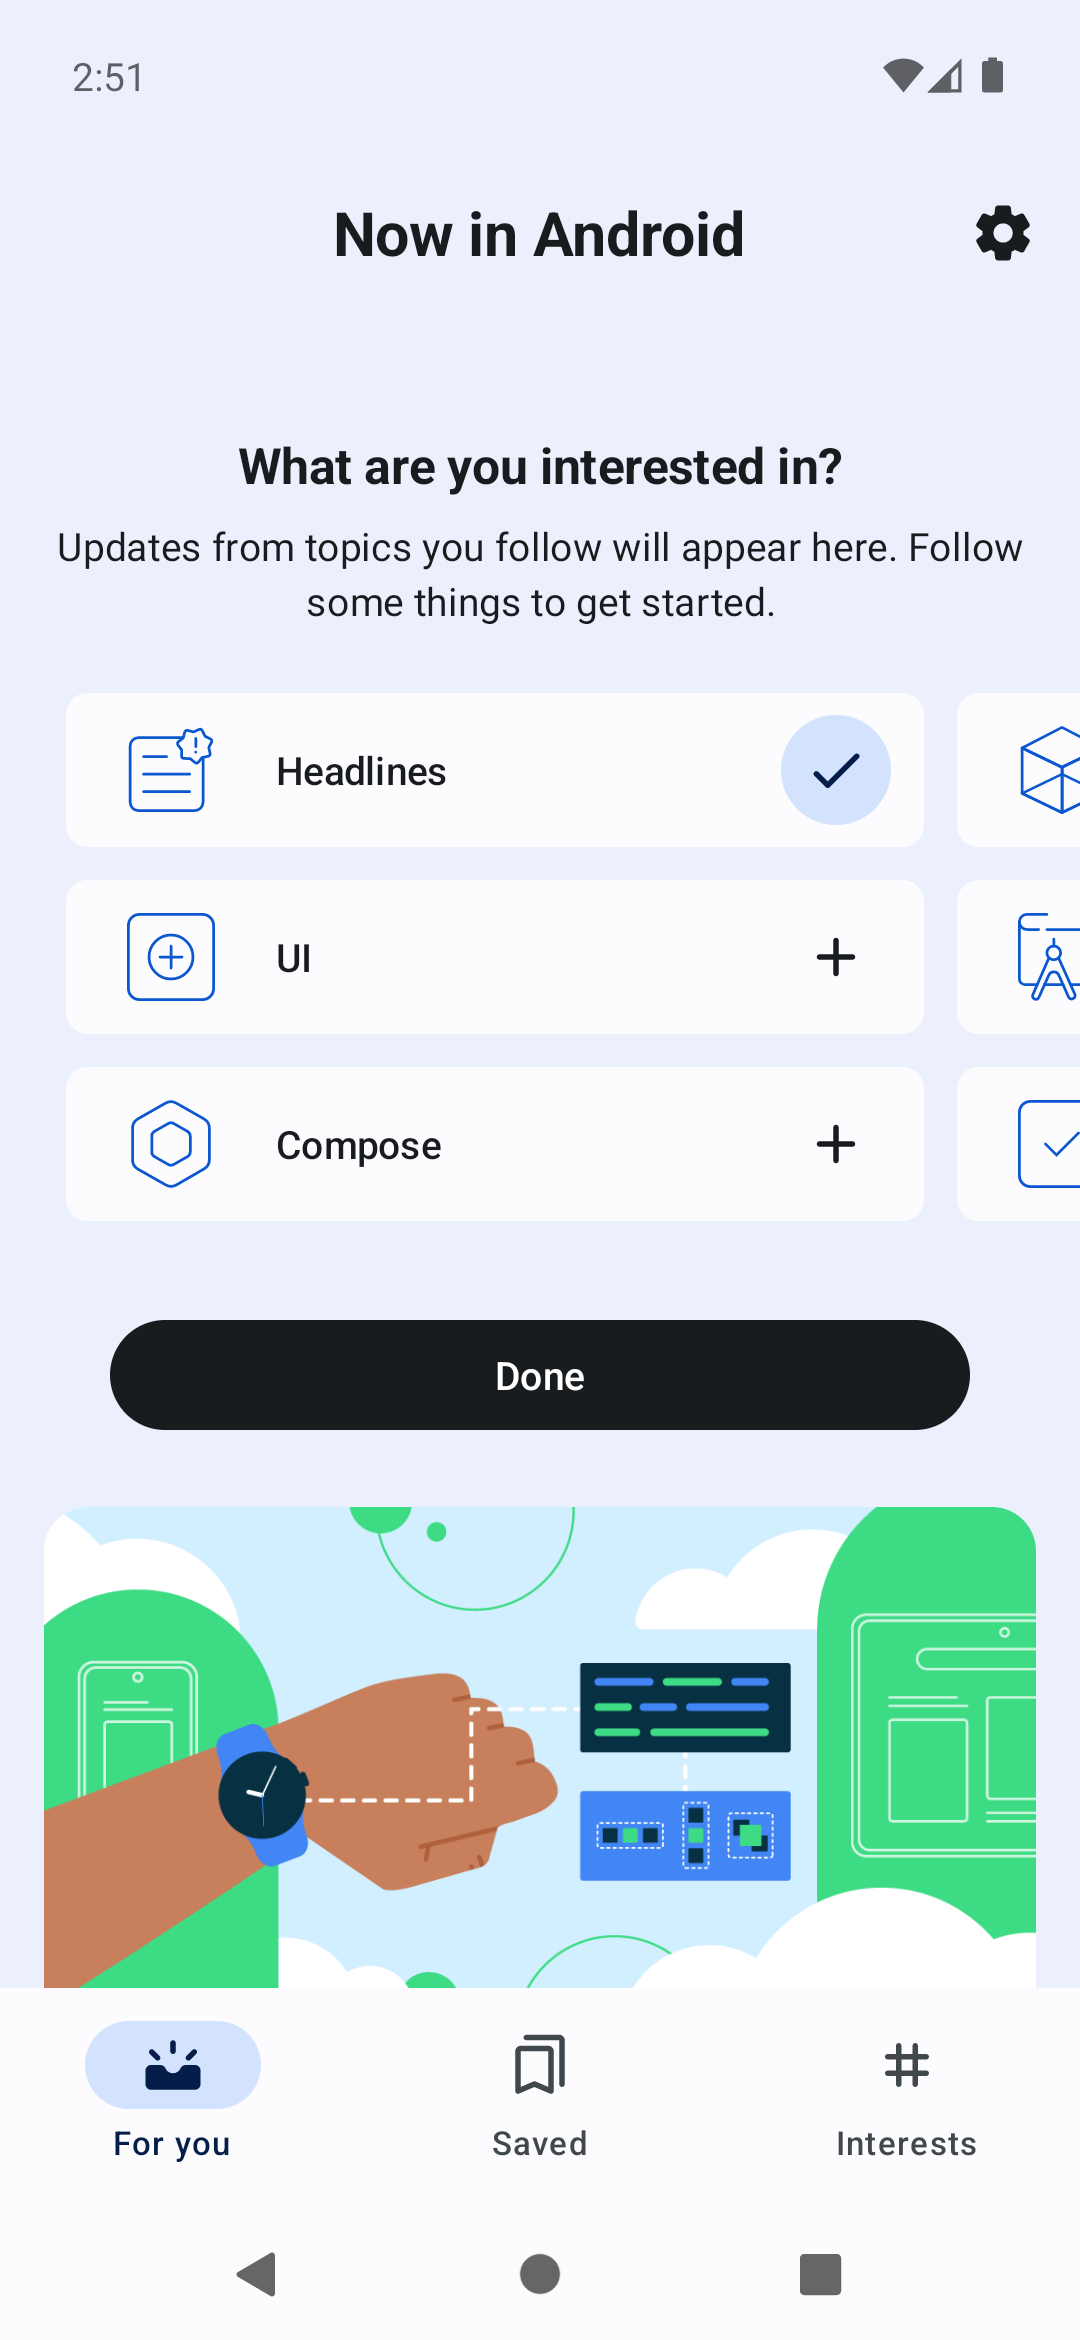 2:51
Now in Android
What are you interested in?
Updates from topics you follow will appear here. Follow
some things to get started.
Headlines
UI
Compose
Done
For you
Saved
Interests